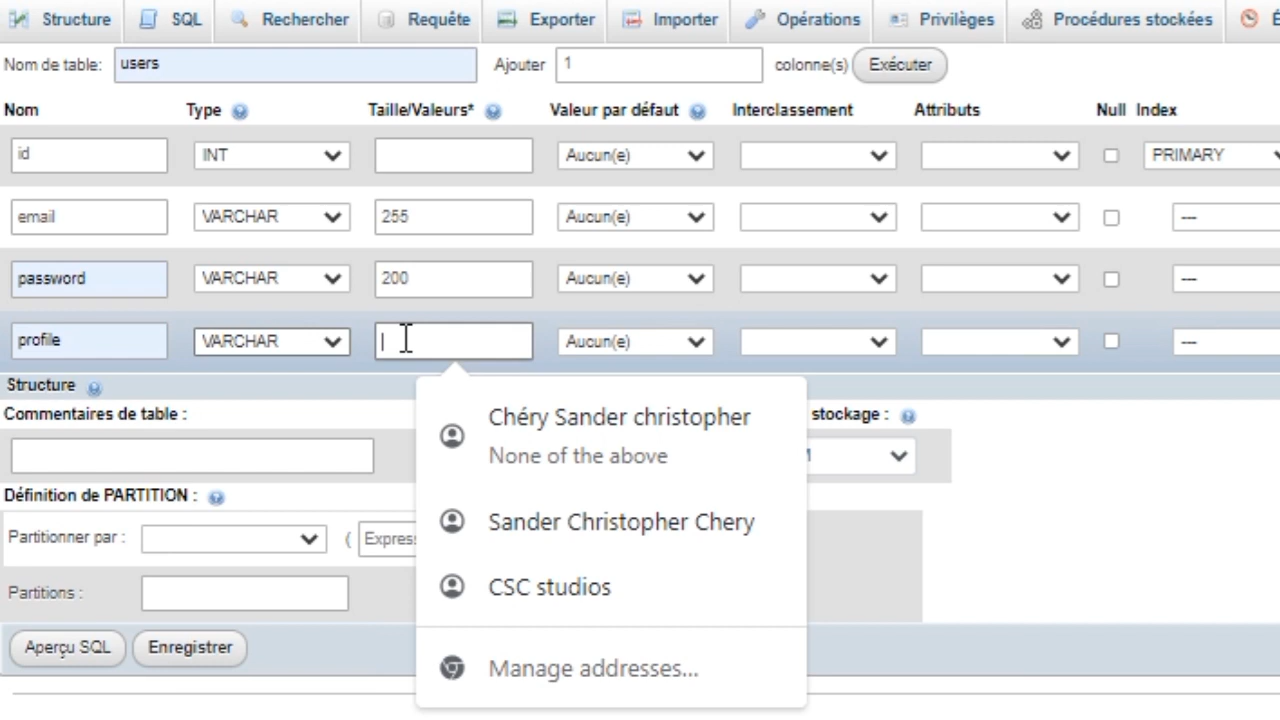 Structure SQL Rechercher Requête Exporter Importer Opérations Privilèges Procédures stockées
Nom de table: users Ajouter 1 colonne(s) Exécuter
Nom Type Taille/Valeurs* Valeur par défaut Interclassement Attributs Null Index
id INT Aucun(e) PRIMARY
email VARCHAR 255 Aucun(e) ---
password VARCHAR 200 Aucun(e) ---
profile VARCHAR Aucun(e) ---
Structure
Commentaires de table : stockage :
Définition de PARTITION :
Partitionner par : (
Partitions :
Aperçu SQL Enregistrer
Chéry Sander christopher
None of the above
Sander Christopher Chery
CSC studios
Manage addresses...